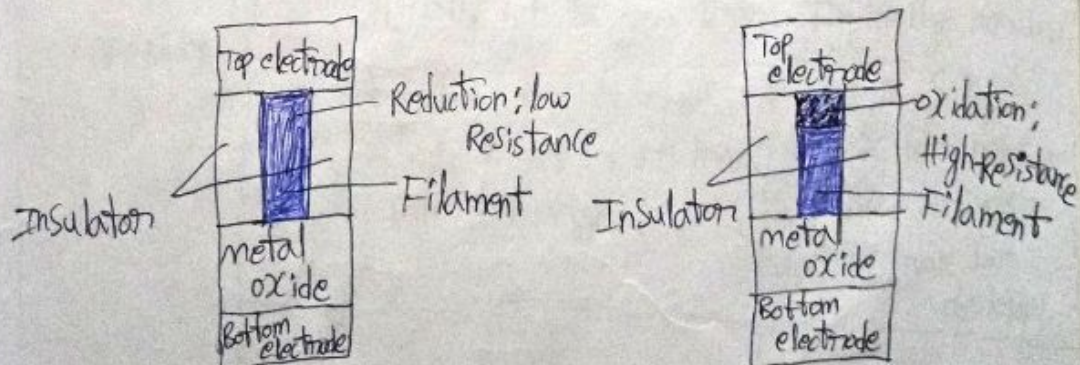 Top electrode
Reduction: low
Resistance
Filament
Insulator
metal
oxide
Bottom
electrode
Top
electrode
oxidation:
High-Resistance
Filament
Insulator
metal
oxide
Bottom
electrode